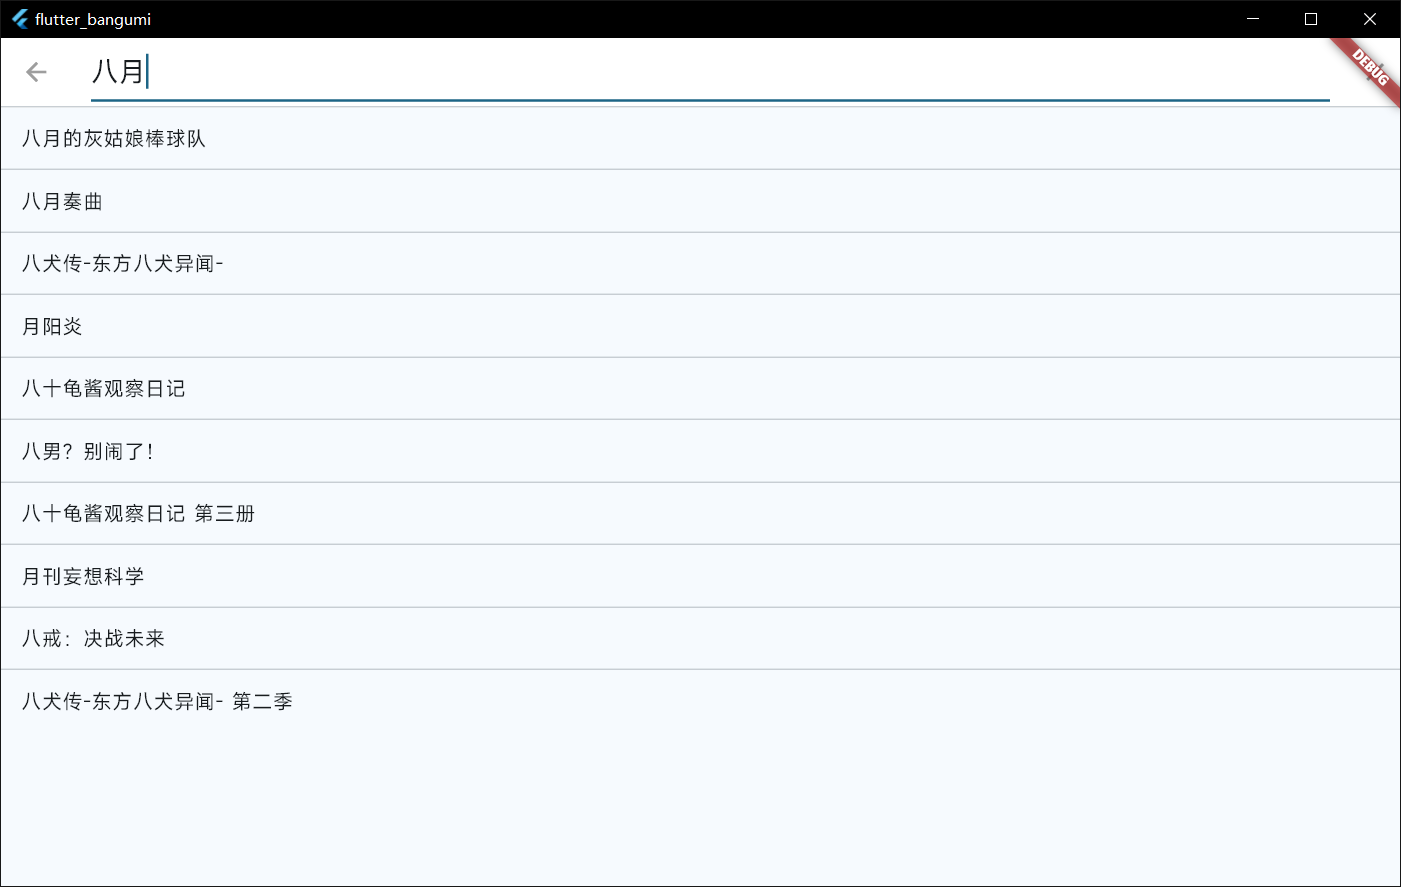 flutter_bangumi
八月
DEBUG
八月的灰姑娘棒球队
八月奏曲
八犬传-东方八犬异闻-
月阳炎
八十龟酱观察日记
八男？别闹了！
八十龟酱观察日记 第三册
月刊妄想科学
八戒：决战未来
八犬传-东方八犬异闻- 第二季